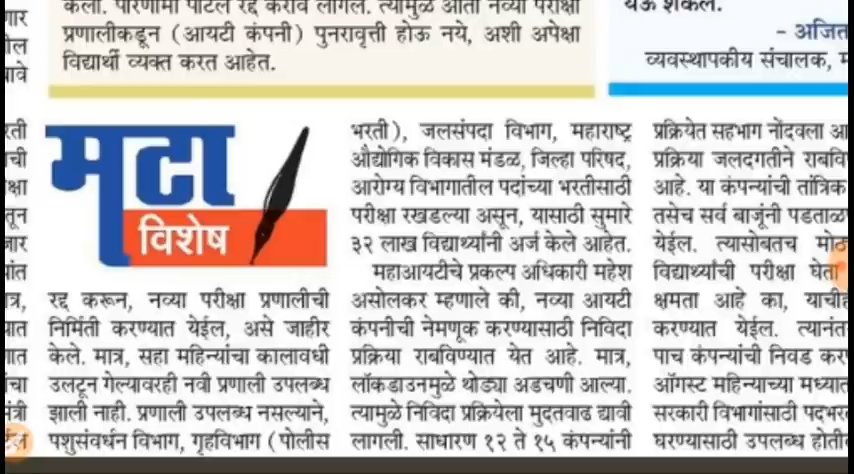 केला. परिणामी पोर्टल रद्द करावे लागले. त्यामुळे आता नव्या परीक्षा
प्रणालीकडून (आयटी कंपनी) पुनरावृत्ती होऊ नये, अशी अपेक्षा
विद्यार्थी व्यक्त करत आहेत.
येऊ शकेल.
- अजित
व्यवस्थापकीय संचालक, म
मटा
विशेष
रद्द करून, नव्या परीक्षा प्रणालीची
निर्मिती करण्यात येईल, असे जाहीर
केले. मात्र, सहा महिन्यांचा कालावधी
उलटून गेल्यावरही नवी प्रणाली उपलब्ध
झाली नाही. प्रणाली उपलब्ध नसल्याने,
पशुसंवर्धन विभाग, गृहविभाग (पोलीस
भरती), जलसंपदा विभाग, महाराष्ट्र
औद्योगिक विकास मंडळ, जिल्हा परिषद,
आरोग्य विभागातील पदांच्या भरतीसाठी
परीक्षा रखडल्या असून, यासाठी सुमारे
३२ लाख विद्यार्थ्यांनी अर्ज केले आहेत.
महाआयटीचे प्रकल्प अधिकारी महेश
असोलकर म्हणाले की, नव्या आयटी
कंपनीची नेमणूक करण्यासाठी निविदा
प्रक्रिया राबविण्यात येत आहे. मात्र,
लॉकडाउनमुळे थोड्या अडचणी आल्या.
त्यामुळे निविदा प्रक्रियेला मुदतवाढ द्यावी
लागली. साधारण १२ ते १५ कंपन्यांनी
प्रक्रियेत सहभाग नोंदवला आ
प्रक्रिया जलदगतीने राबवि
आहे. या कंपन्यांची तांत्रिक
तसेच सर्व बाजूंनी पडताळ
येईल. त्यासोबतच मोठ
विद्यार्थ्यांची परीक्षा घेता
क्षमता आहे का, याचीह
करण्यात येईल. त्यानंत
पाच कंपन्यांची निवड कर
ऑगस्ट महिन्याच्या मध्यात
सरकारी विभागांसाठी पदभर
घेण्यासाठी उपलब्ध होती